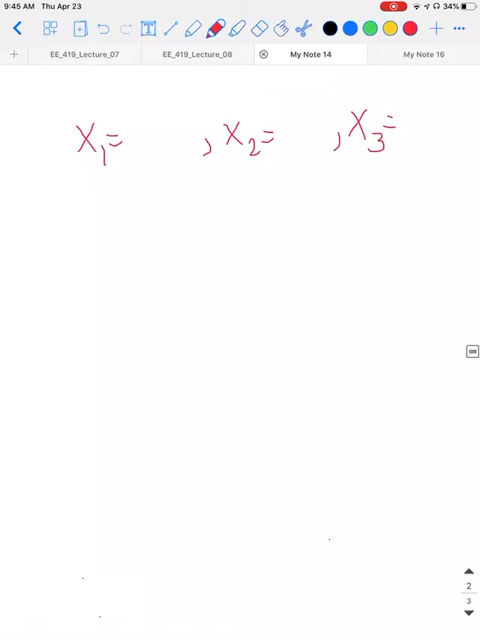 9:45 AM Thu Apr 23 34%
EE_419_Lecture_07 EE_419_Lecture_08 My Note 14 My Note 16
X₁= , X₂= , X₃=
2
3